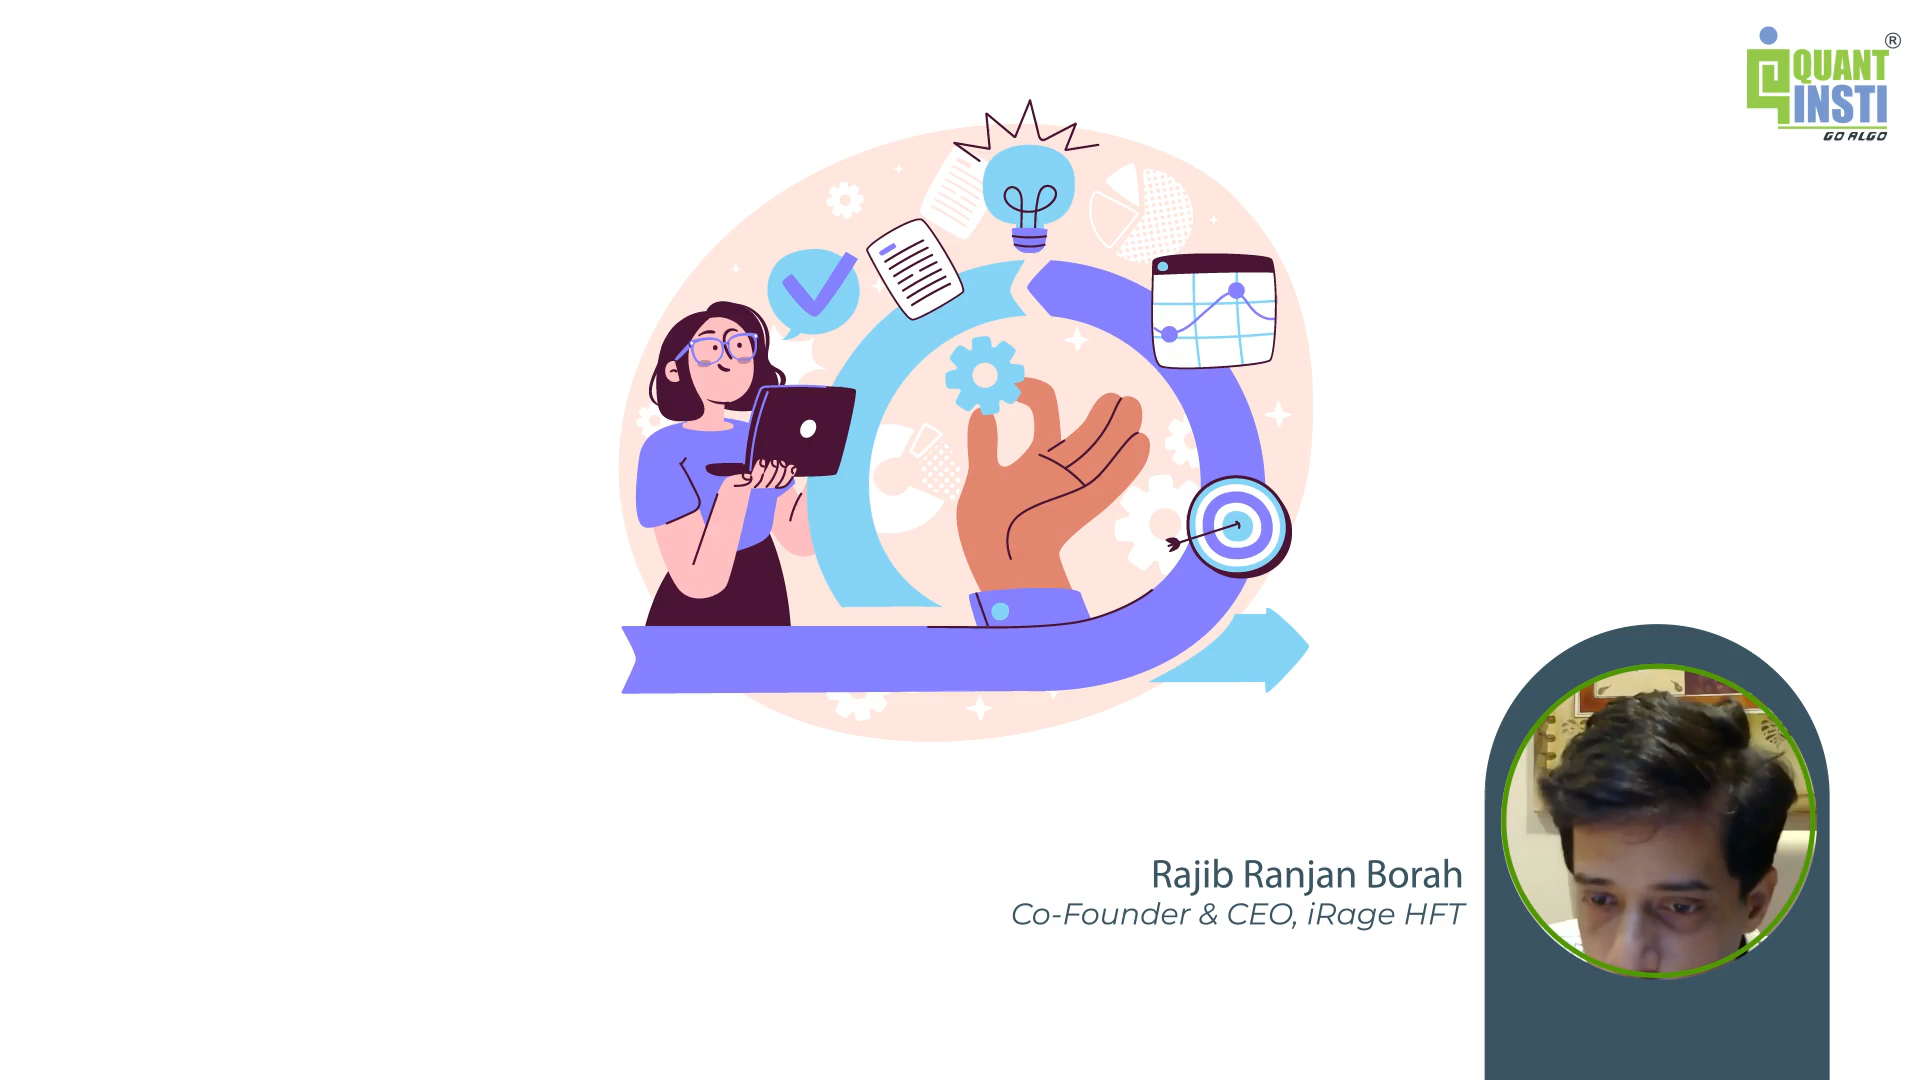 QUANT
INSTI
®
GO ALGO
Rajib Ranjan Borah
Co-Founder & CEO, iRage HFT